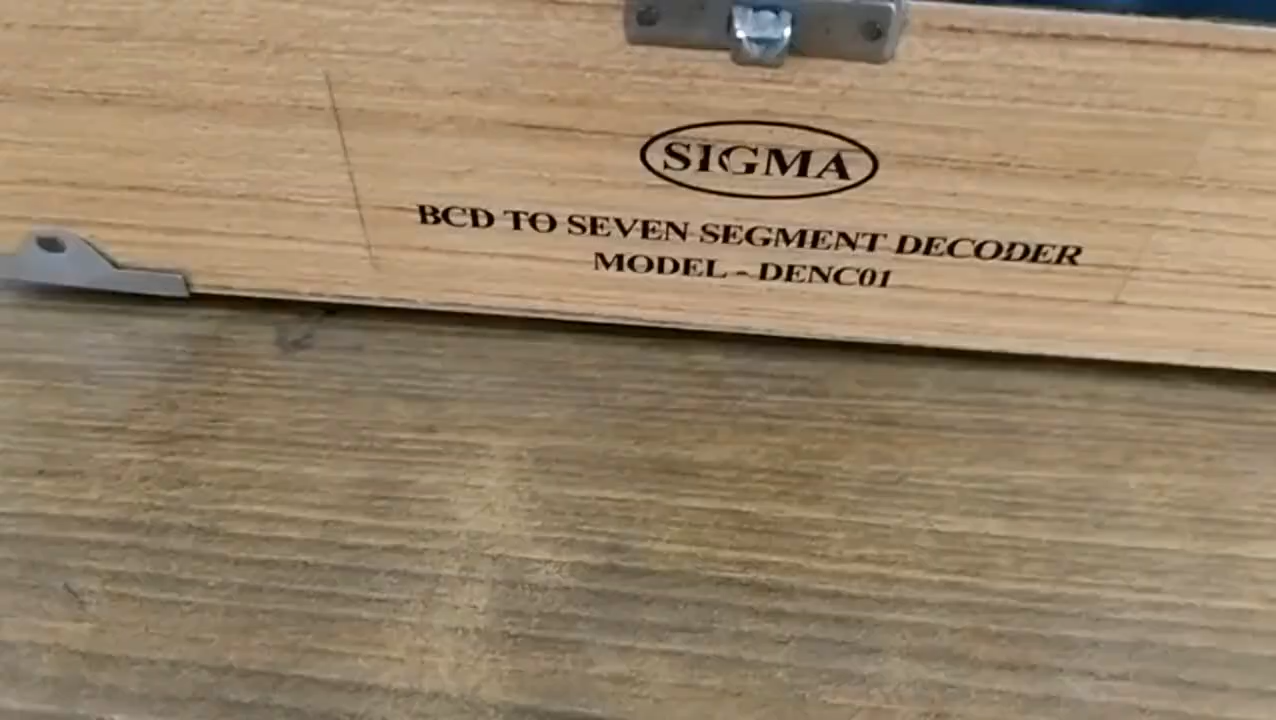 SIGMA
BCD TO SEVEN SEGMENT DECODER
MODEL - DENC01